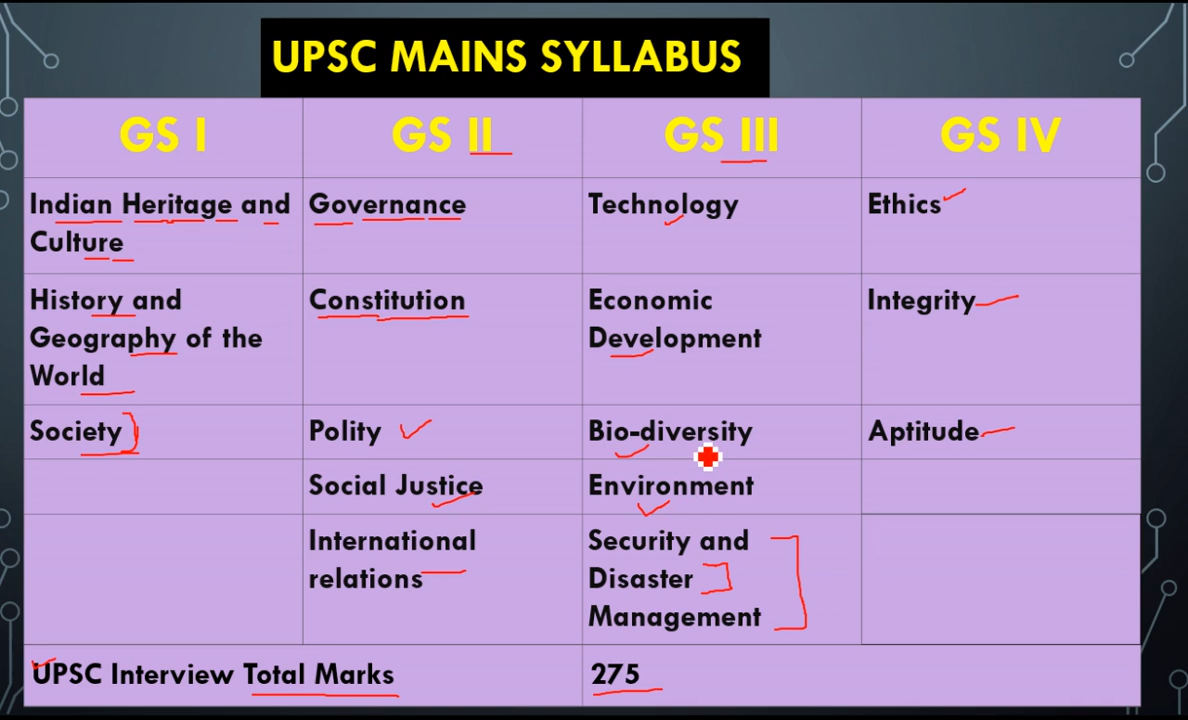 UPSC MAINS SYLLABUS
GS I
GS II
GS III
GS IV
Indian Heritage and
Culture
Governance
Technology
Ethics
History and
Geography of the
World
Constitution
Economic
Development
Integrity
Society
Polity
Bio-diversity
Aptitude
Social Justice
Environment
International
relations
Security and
Disaster
Management
UPSC Interview Total Marks
275